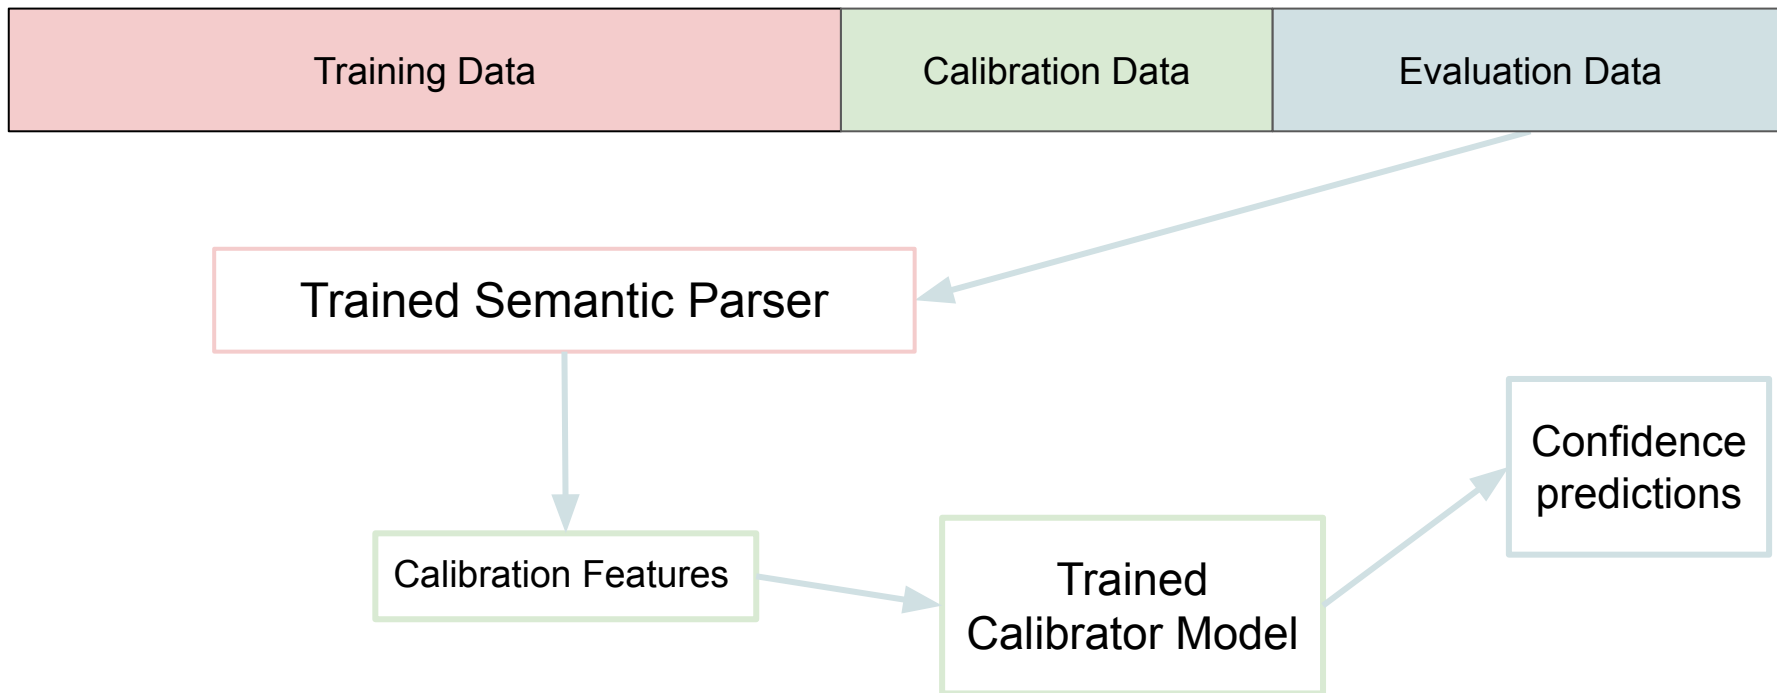 Training Data
Calibration Data
Evaluation Data
Trained Semantic Parser
Confidence
predictions
Calibration Features
Trained
Calibrator Model